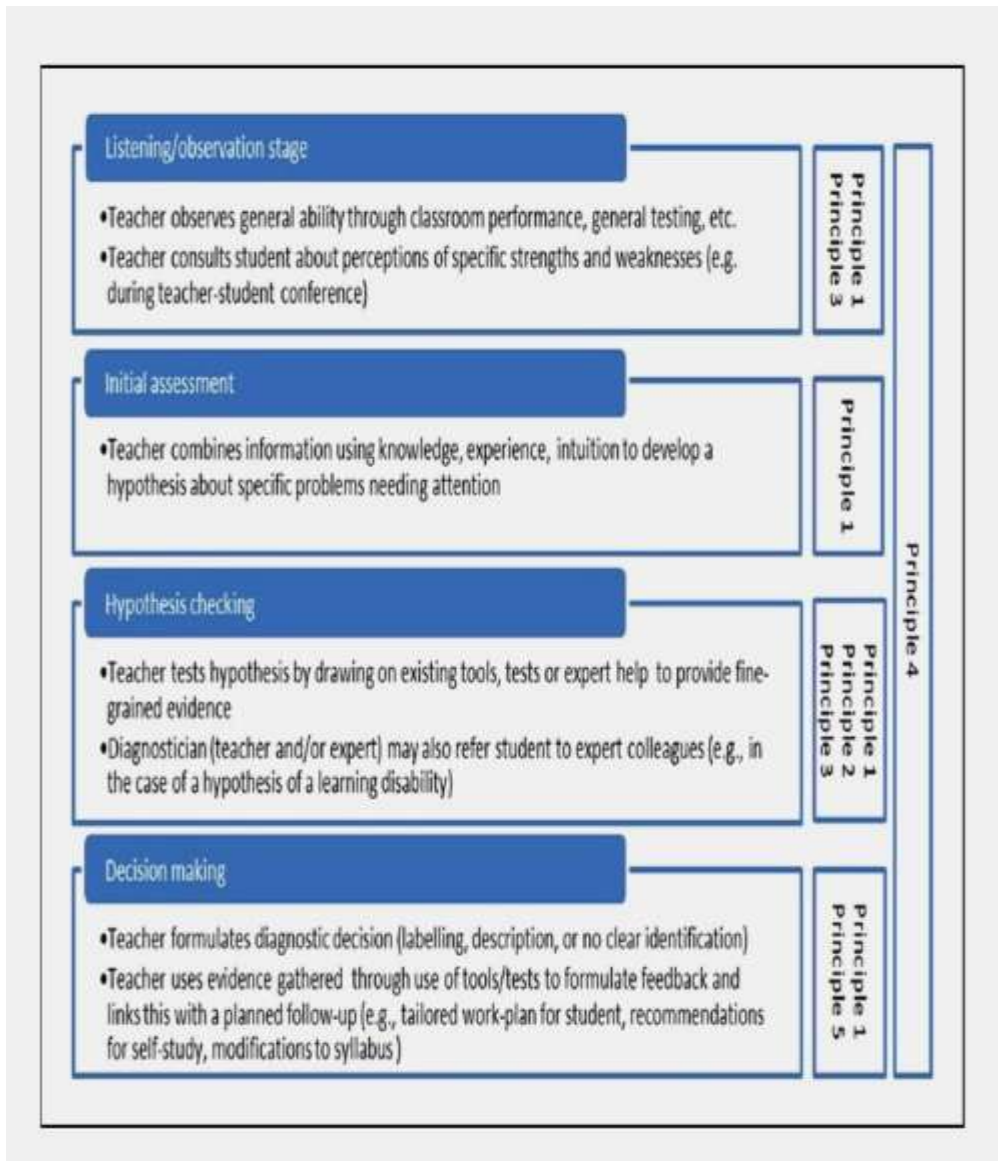 Listening/observation stage
•Teacher observes general ability through classroom performance, general testing, etc.
•Teacher consults student about perceptions of specific strengths and weaknesses (e.g.
during teacher-student conference)
Principle 1
Principle 3
Initial assessment
•Teacher combines information using knowledge, experience, intuition to develop a
hypothesis about specific problems needing attention
Principle 1
Hypothesis checking
•Teacher tests hypothesis by drawing on existing tools, tests or expert help to provide fine-
grained evidence
•Diagnostician (teacher and/or expert) may also refer student to expert colleagues (e.g., in
the case of a hypothesis of a learning disability)
Principle 1
Principle 2
Principle 3
Decision making
•Teacher formulates diagnostic decision (labelling, description, or no clear identification)
•Teacher uses evidence gathered through use of tools/tests to formulate feedback and
links this with a planned follow-up (e.g., tailored work-plan for student, recommendations
for self-study, modifications to syllabus)
Principle 1
Principle 5
Principle 4